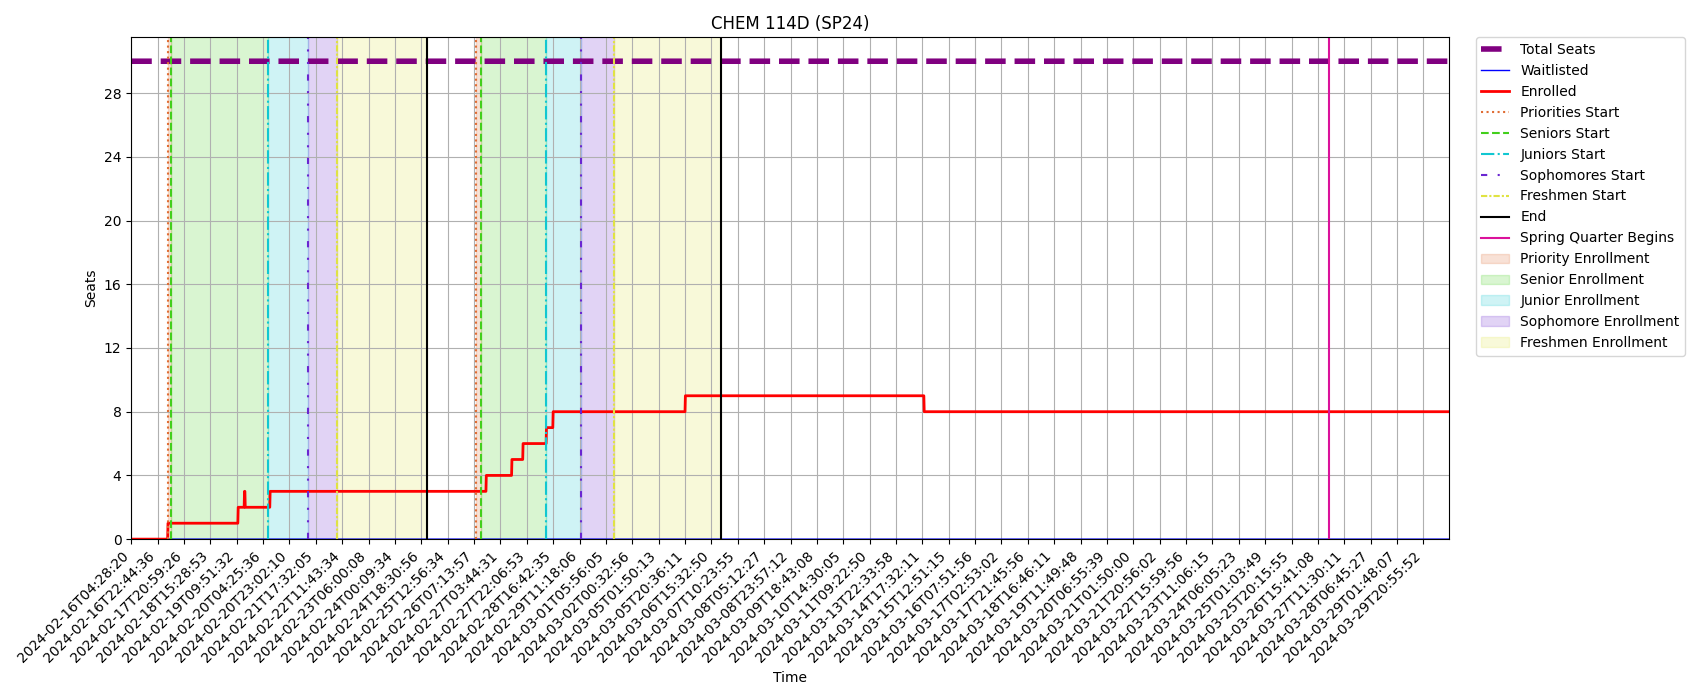 CHEM 114D (SP24)
Total Seats
Waitlisted
Enrolled
Priorities Start
Seniors Start
Juniors Start
Sophomores Start
Freshmen Start
End
Spring Quarter Begins
Priority Enrollment
Senior Enrollment
Junior Enrollment
Sophomore Enrollment
Freshmen Enrollment
Seats
28
24
20
16
12
8
4
0
2024-02-16T04:28:20
2024-02-16T22:44:36
2024-02-17T20:59:26
2024-02-18T15:28:53
2024-02-19T09:51:32
2024-02-20T04:25:36
2024-02-20T23:02:10
2024-02-21T17:32:05
2024-02-22T11:43:34
2024-02-23T06:00:08
2024-02-24T00:09:34
2024-02-24T18:30:56
2024-02-25T12:56:34
2024-02-26T07:13:57
2024-02-27T03:44:31
2024-02-27T22:06:53
2024-02-28T16:42:35
2024-02-29T11:18:06
2024-03-01T05:56:05
2024-03-02T00:32:56
2024-03-05T01:50:13
2024-03-05T20:36:11
2024-03-06T15:32:50
2024-03-07T10:23:55
2024-03-08T05:12:27
2024-03-08T23:57:12
2024-03-09T18:43:08
2024-03-10T14:30:05
2024-03-11T09:22:50
2024-03-13T22:33:58
2024-03-14T17:32:11
2024-03-15T12:51:15
2024-03-16T07:51:56
2024-03-17T02:53:02
2024-03-17T21:45:56
2024-03-18T16:46:11
2024-03-19T11:49:48
2024-03-20T06:55:39
2024-03-21T01:50:00
2024-03-21T20:56:02
2024-03-22T15:59:56
2024-03-23T11:06:15
2024-03-24T06:05:23
2024-03-25T01:03:49
2024-03-25T20:15:55
2024-03-26T15:41:08
2024-03-27T11:30:11
2024-03-28T06:45:27
2024-03-29T01:48:07
2024-03-29T20:55:52
Time